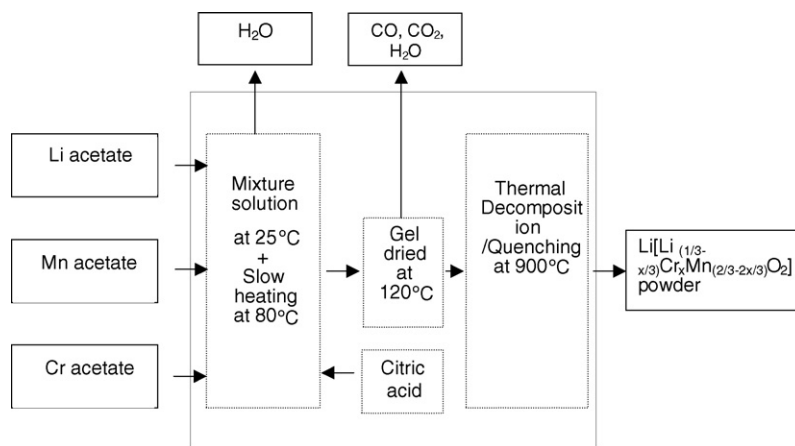 H₂O
CO, CO₂,
H₂O
Li acetate
Mn acetate
Cr acetate
Mixture
solution
at 25°C
+
Slow
heating
at 80°C
Gel
dried
at
120°C
Citric
acid
Thermal
Decomposit
ion
/Quenching
at 900°C
Li[Li (1/3-
x/3)CrₓMn(2/3-2x/3)O₂]
powder